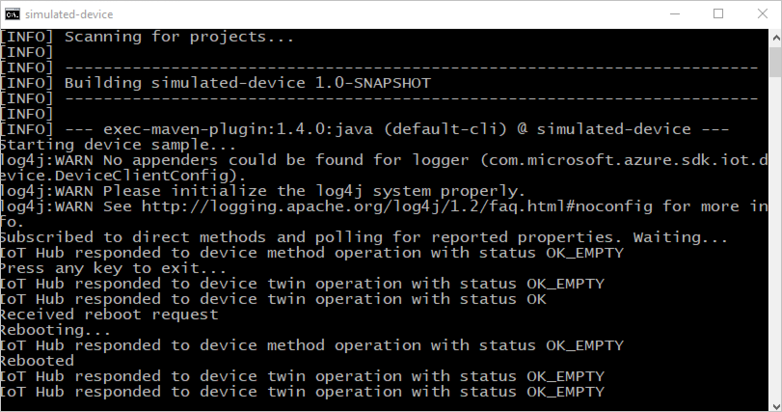 simulated-device
[INFO] Scanning for projects...
[INFO]
[INFO] ------------------------------------------------------------------------
[INFO] Building simulated-device 1.0-SNAPSHOT
[INFO] ------------------------------------------------------------------------
[INFO]
[INFO] --- exec-maven-plugin:1.4.0:java (default-cli) @ simulated-device ---
Starting device sample...
log4j:WARN No appenders could be found for logger (com.microsoft.azure.sdk.iot.d
evice.DeviceClientConfig).
log4j:WARN Please initialize the log4j system properly.
log4j:WARN See http://logging.apache.org/log4j/1.2/faq.html#noconfig for more in
fo.
Subscribed to direct methods and polling for reported properties. Waiting...
IoT Hub responded to device method operation with status OK_EMPTY
Press any key to exit...
IoT Hub responded to device twin operation with status OK_EMPTY
IoT Hub responded to device twin operation with status OK
Received reboot request
Rebooting...
IoT Hub responded to device method operation with status OK_EMPTY
Rebooted
IoT Hub responded to device twin operation with status OK_EMPTY
IoT Hub responded to device twin operation with status OK_EMPTY